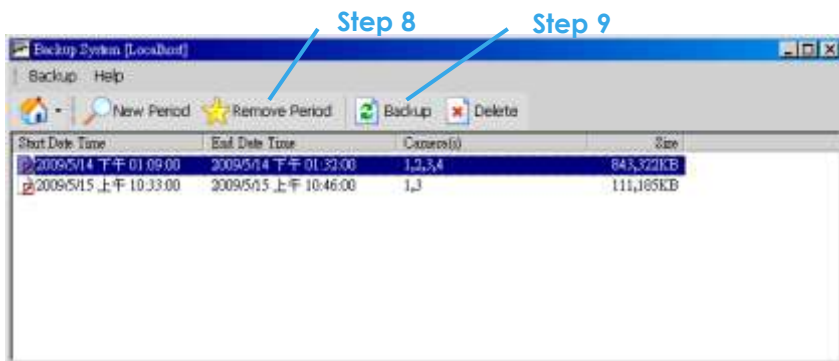 Step 8 Step 9
Backup System [Localhost]
Backup Help
New Period Remove Period Backup Delete
Start Date Time End Date Time Camera(s) Size
2009/5/14 下午 01:09:00 2009/5/14 下午 01:32:00 1,2,3,4 843,322KB
2009/5/15 上午 10:33:00 2009/5/15 上午 10:46:00 1,3 111,185KB